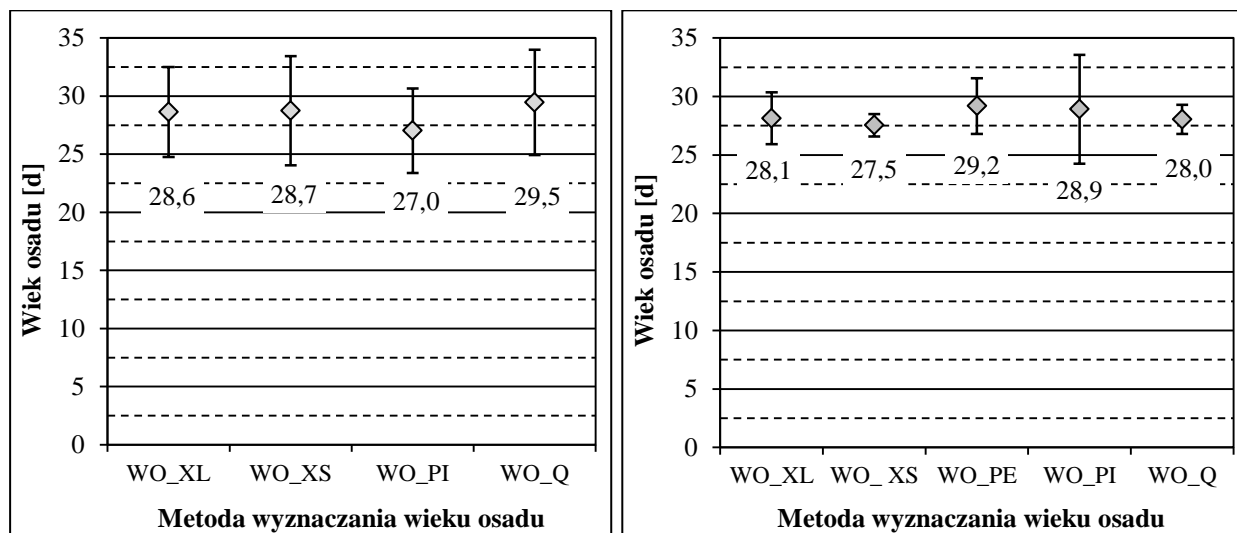 Wiek osadu [d]
35
30
25
20
15
10
5
0
28,6 28,7 27,0 29,5
WO_XL WO_XS WO_PI WO_Q
Metoda wyznaczania wieku osadu
Wiek osadu [d]
35
30
25
20
15
10
5
0
28,1 27,5 29,2 28,9 28,0
WO_XL WO_ XS WO_PE WO_PI WO_Q
Metoda wyznaczania wieku osadu